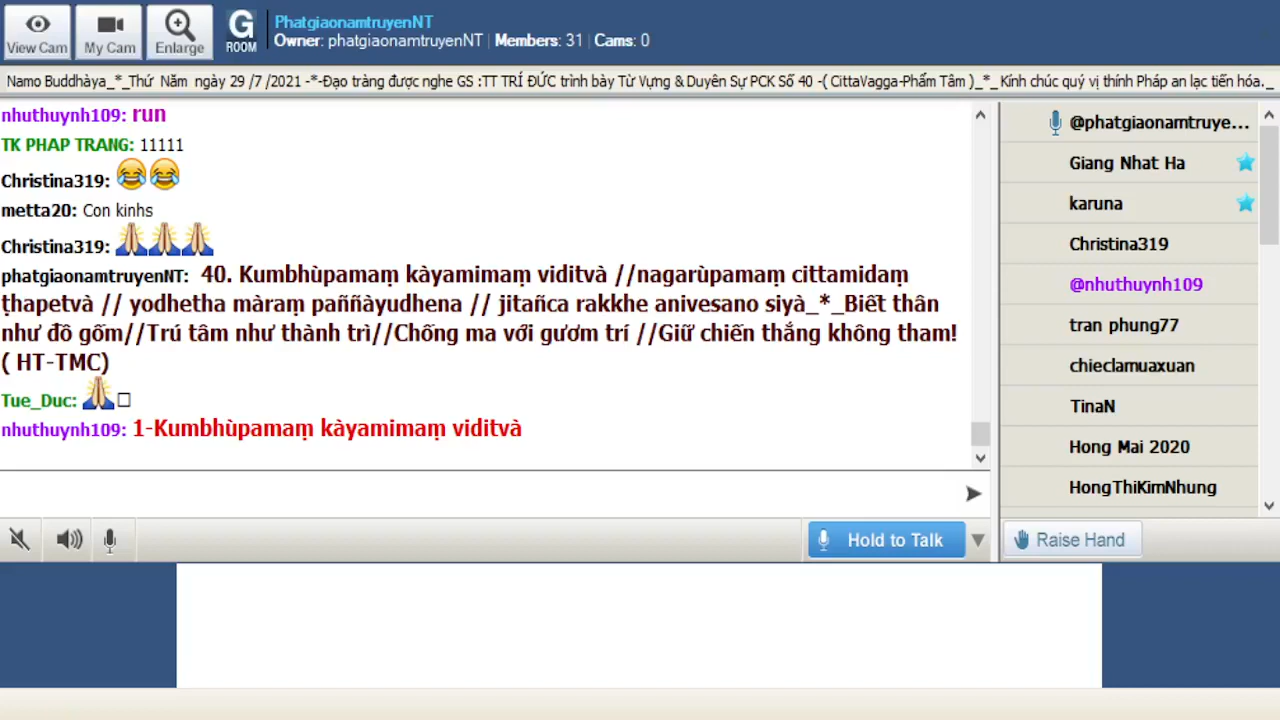 View Cam
My Cam
Enlarge
G
ROOM
PhatgiaonamtruyenNT
Owner: phatgiaonamtruyenNT | Members: 31 | Cams: 0
Namo Buddhàya_*_Thứ Năm ngày 29 /7 /2021 -*-Đạo tràng được nghe GS :TT TRÍ ĐỨC trình bày Từ Vựng & Duyên Sự PCK Số 40 -( CittaVagga-Phẩm Tâm )_*_Kính chúc quý vị thính Pháp an lạc tiến hóa._
nhuthuynh109: run
TK PHAP TRANG: 11111
Christina319: 😂😂
metta20: Con kinhs
Christina319: 🙏🙏🙏
phatgiaonamtruyenNT: 40. Kumbhùpamaṃ kàyamimaṃ viditvà //nagarùpamaṃ cittamidaṃ
ṭhapetvà // yodhetha màraṃ paññàyudhena // jitañca rakkhe anivesano siyà_*_Biết thân
như đồ gốm//Trú tâm như thành trì//Chống ma với gươm trí //Giữ chiến thắng không tham!
( HT-TMC)
Tue_Duc: 🙏□
nhuthuynh109: 1-Kumbhùpamaṃ kàyamimaṃ viditvà
@phatgiaonamtruye...
Giang Nhat Ha
karuna
Christina319
@nhuthuynh109
tran phung77
chieclamuaxuan
TinaN
Hong Mai 2020
HongThiKimNhung
Hold to Talk
Raise Hand